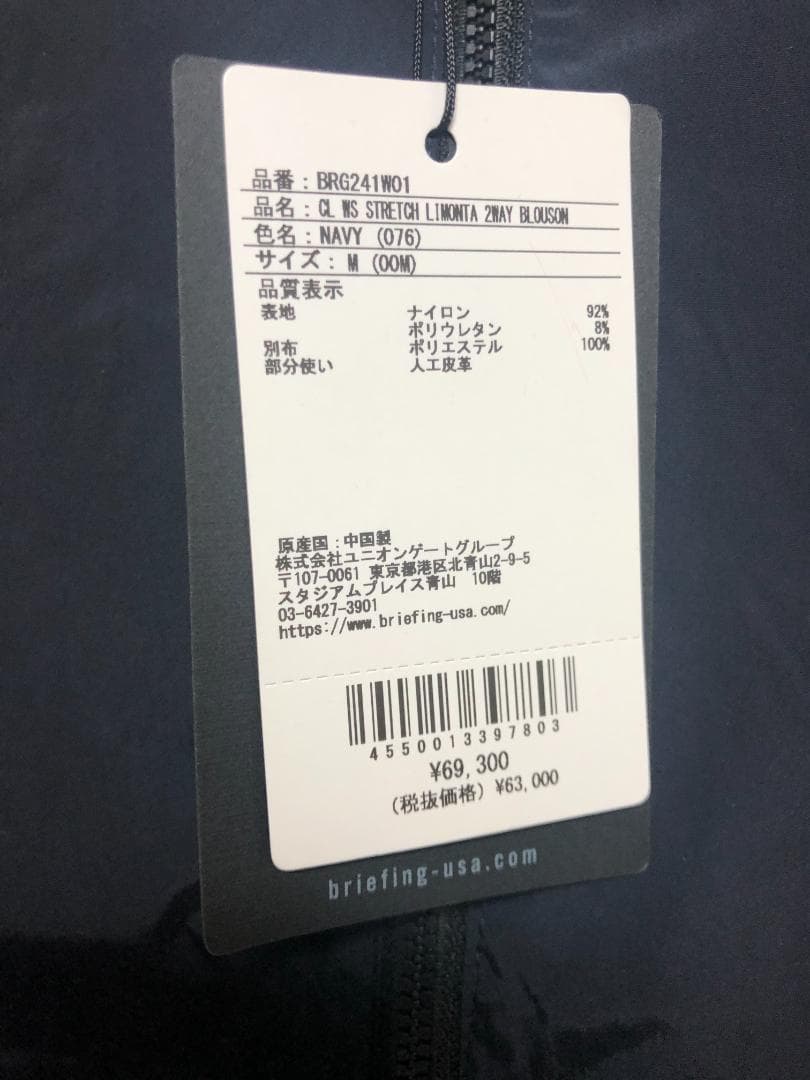 品番：BRG241W01
品名：CL WS STRETCH LIMONTA 2WAY BLOUSON
色名：NAVY (076)
サイズ：M (00M)
品質表示
表地 ナイロン 92%
ポリウレタン 8%
別布 ポリエステル 100%
部分使い 人工皮革
原産国：中国製
株式会社ユニオンゲートグループ
〒107-0061 東京都港区北青山2-9-5
スタジアムプレイス青山 10階
03-6427-3901
https://www.briefing-usa.com/
4550013397803
¥69,300
（税抜価格）¥63,000
briefing-usa.com